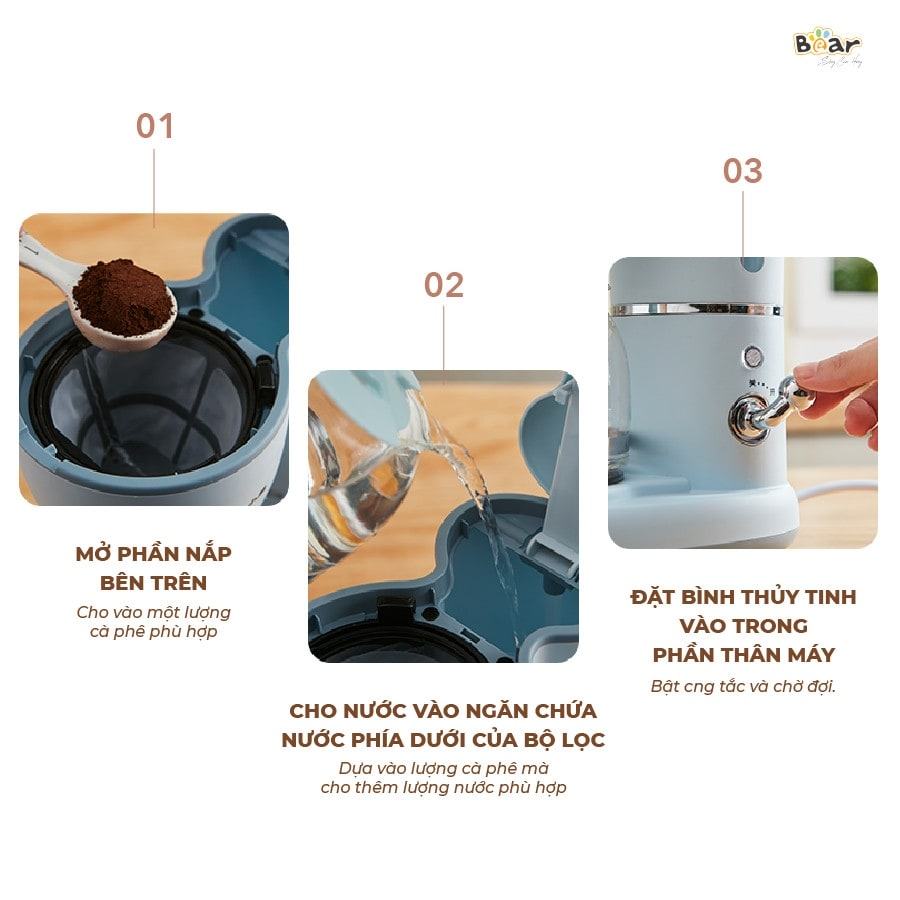 Bear
01
MỞ PHẦN NẮP
BÊN TRÊN
Cho vào một lượng
cà phê phù hợp
02
CHO NƯỚC VÀO NGĂN CHỨA
NƯỚC PHÍA DƯỚI CỦA BỘ LỌC
Dựa vào lượng cà phê mà
cho thêm lượng nước phù hợp
03
ĐẶT BÌNH THỦY TINH
VÀO TRONG
PHẦN THÂN MÁY
Bật cng tắc và chờ đợi.